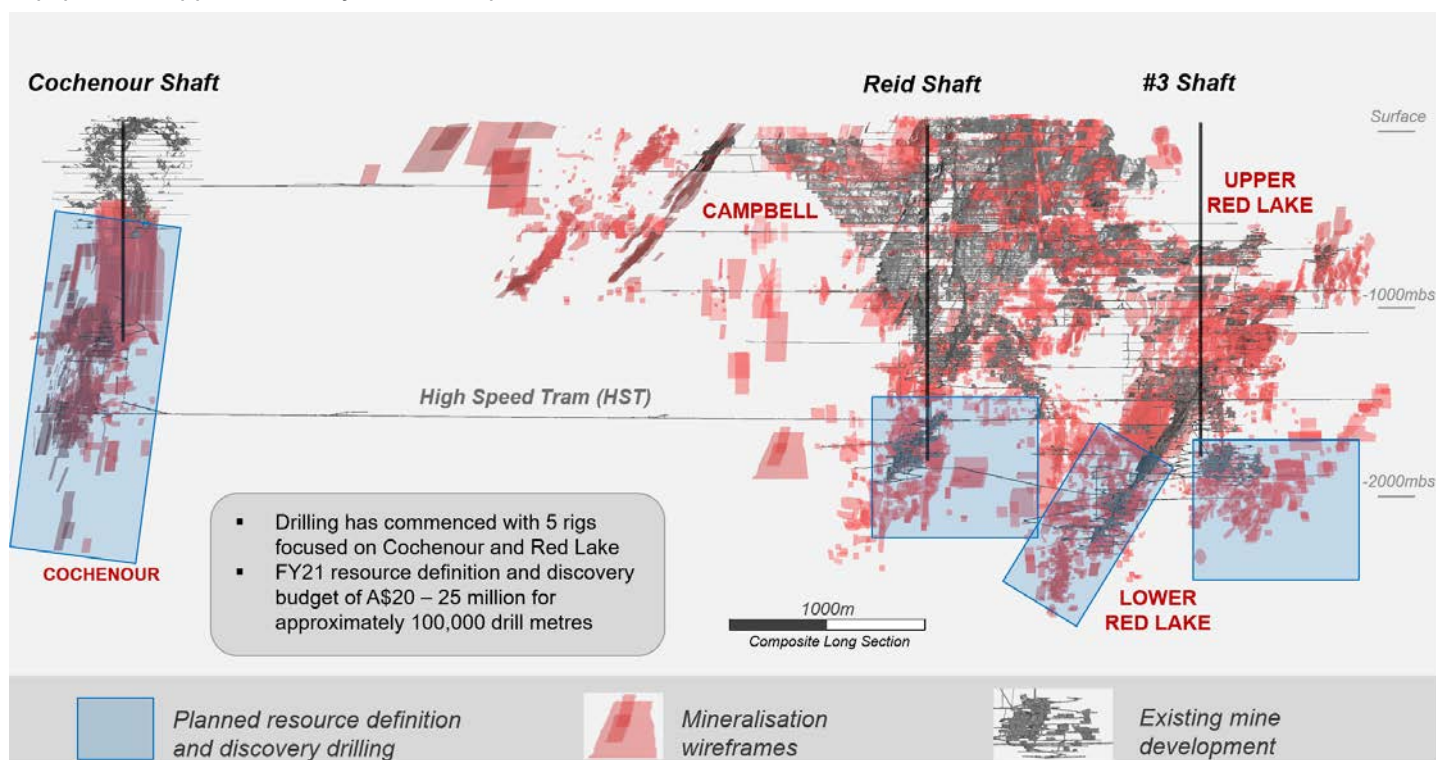 Cochenour Shaft
Reid Shaft
#3 Shaft
Surface
UPPER
RED LAKE
CAMPBELL
-1000mbs
High Speed Tram (HST)
-2000mbs
▪ Drilling has commenced with 5 rigs
focused on Cochenour and Red Lake
▪ FY21 resource definition and discovery
budget of A$20 – 25 million for
approximately 100,000 drill metres
COCHENOUR
LOWER
RED LAKE
1000m
Composite Long Section
Planned resource definition
and discovery drilling
Mineralisation
wireframes
Existing mine
development